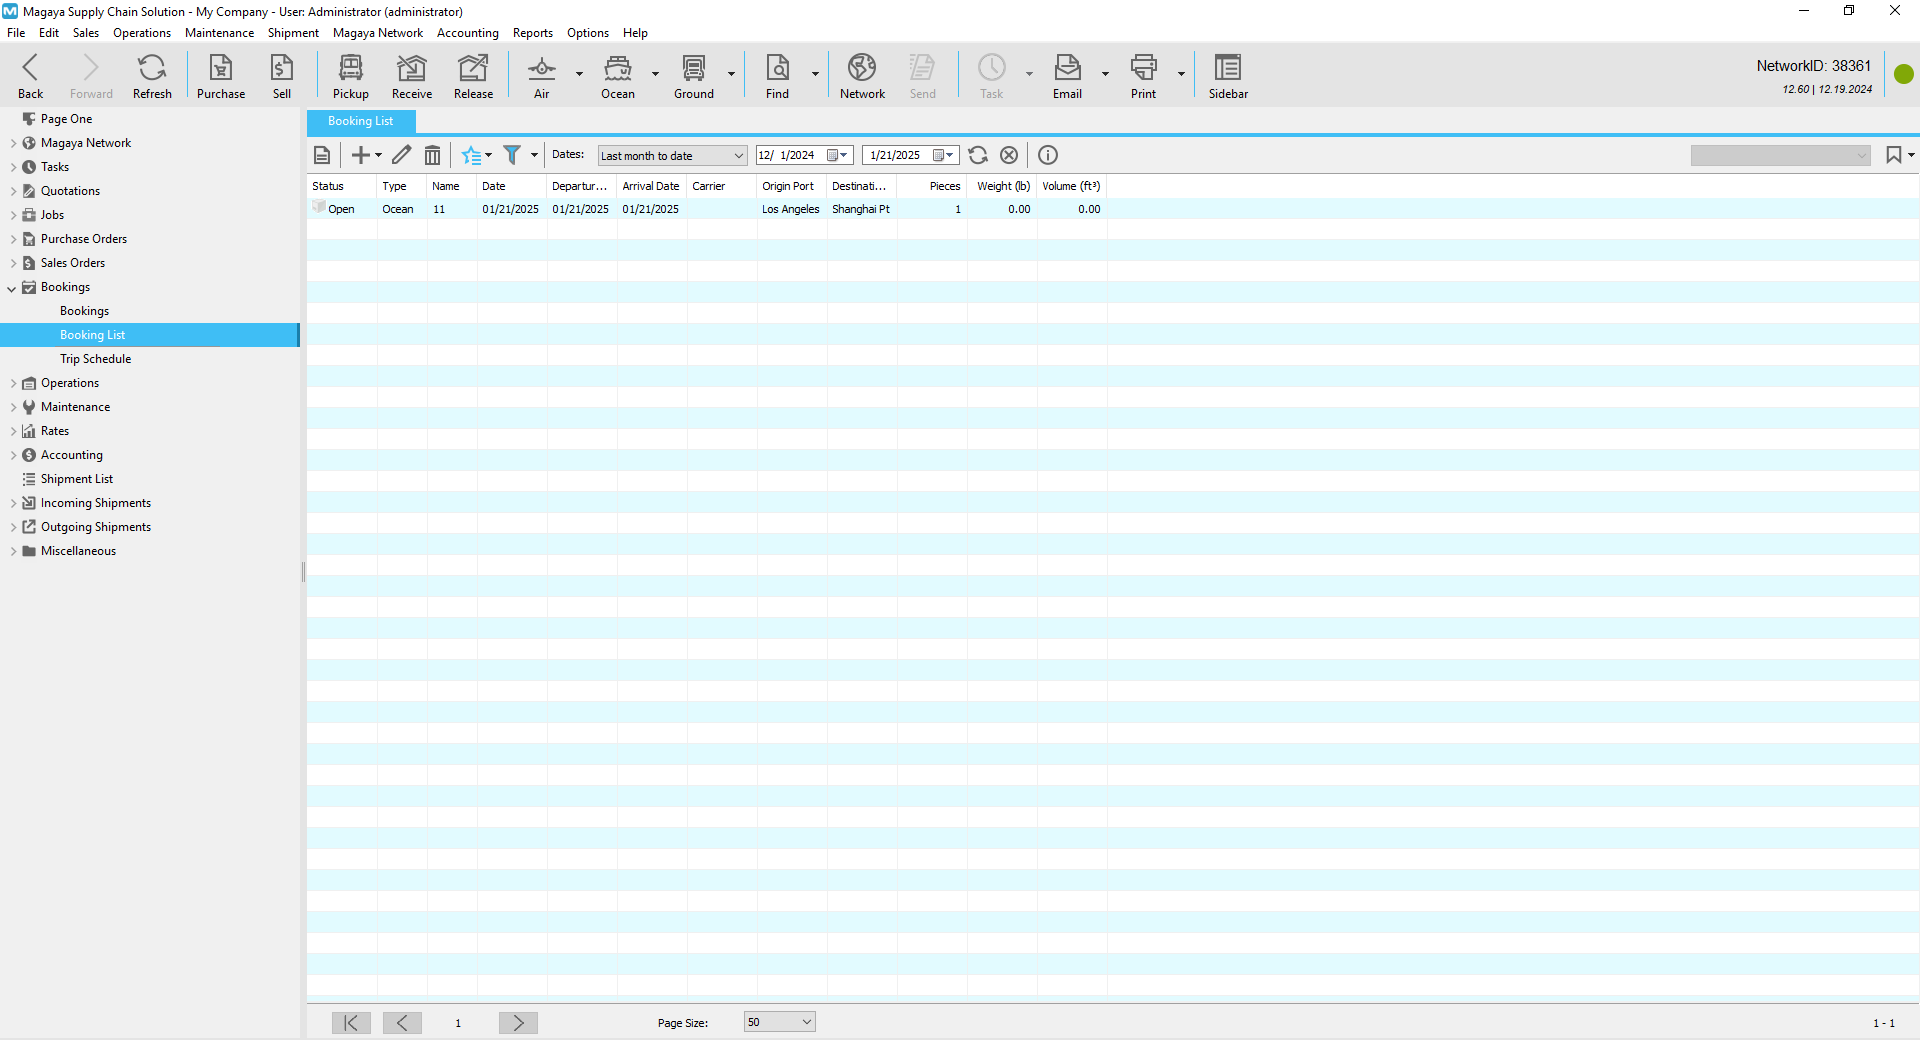 Magaya Supply Chain Solution - My Company - User: Administrator (administrator)
File Edit Sales Operations Maintenance Shipment Magaya Network Accounting Reports Options Help
Back Forward Refresh Purchase Sell Pickup Receive Release Air Ocean Ground Find Network Send Task Email Print Sidebar
NetworkID: 38361
12.60 | 12.19.2024
Page One
Magaya Network
Tasks
Quotations
Jobs
Purchase Orders
Sales Orders
Bookings
Bookings
Booking List
Trip Schedule
Operations
Maintenance
Rates
Accounting
Shipment List
Incoming Shipments
Outgoing Shipments
Miscellaneous
Booking List
Dates: Last month to date 12/ 1/2024 1/21/2025
Status Type Name Date Departur... Arrival Date Carrier Origin Port Destinati... Pieces Weight (lb) Volume (ft³)
Open Ocean 11 01/21/2025 01/21/2025 01/21/2025 Los Angeles Shanghai Pt 1 0.00 0.00
1 Page Size: 50 1 - 1